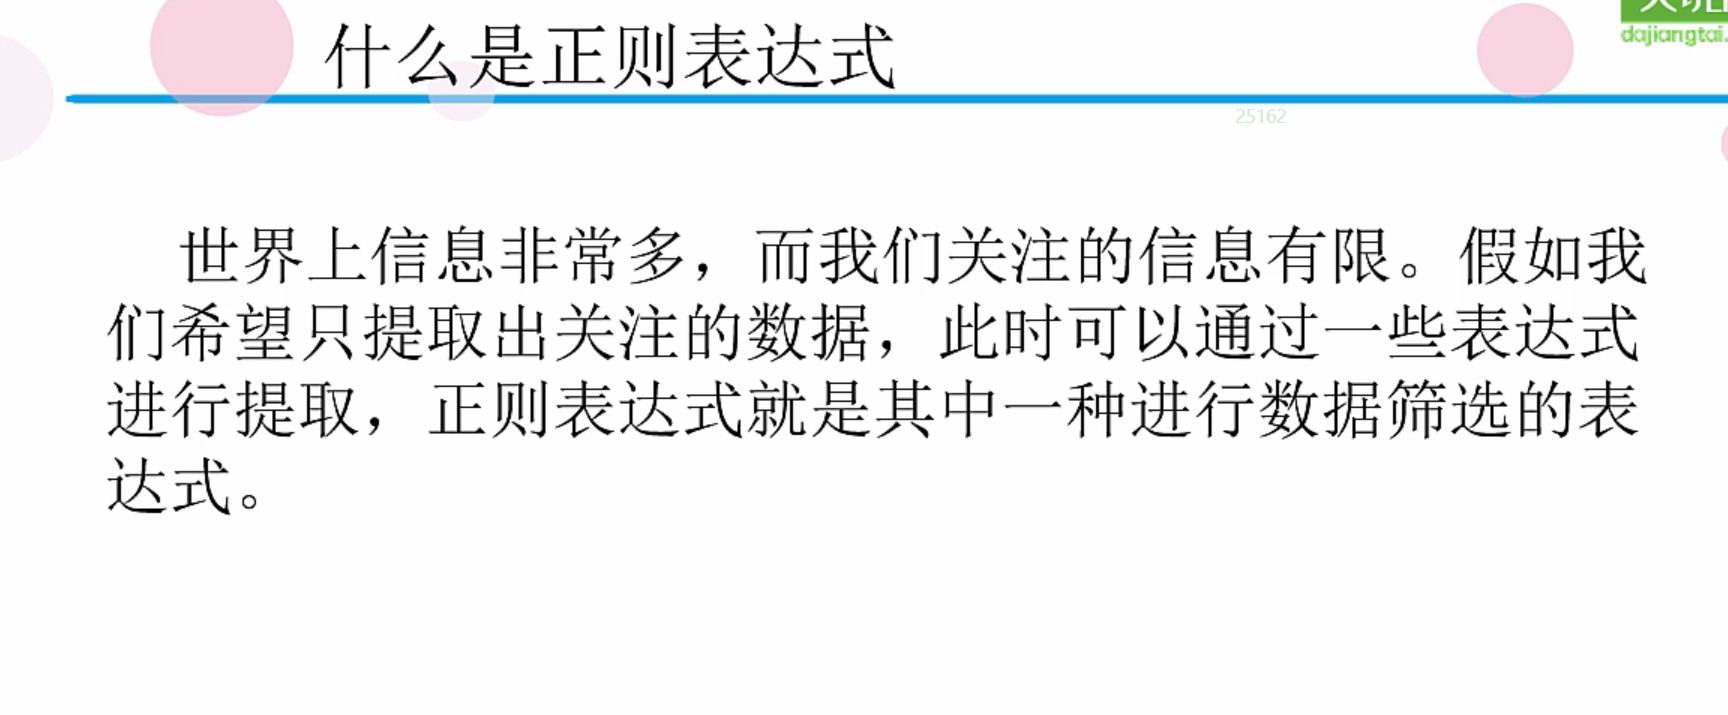 什么是正则表达式
dajiangtai.
25162
世界上信息非常多，而我们关注的信息有限。假如我
们希望只提取出关注的数据，此时可以通过一些表达式
进行提取，正则表达式就是其中一种进行数据筛选的表
达式。